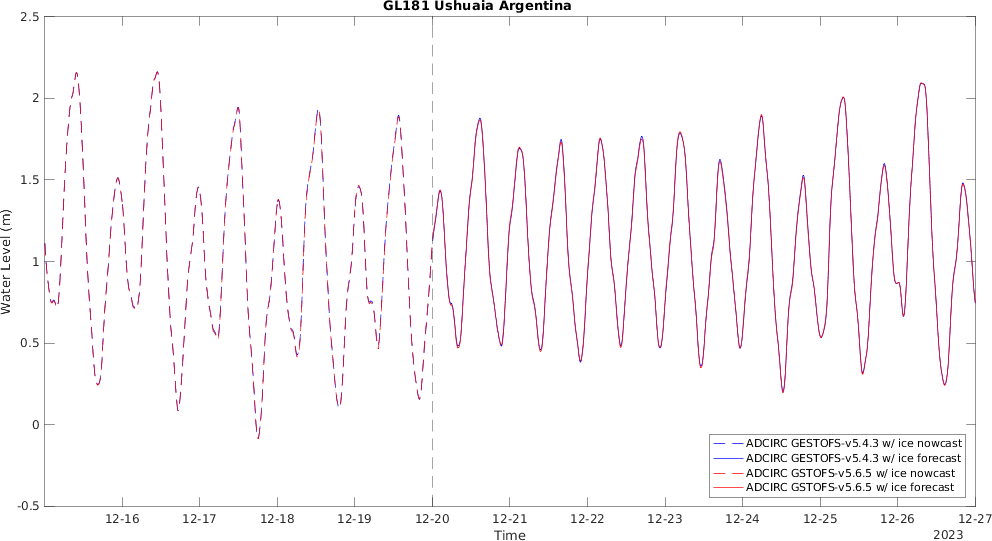 GL181 Ushuaia Argentina
2.5
2
1.5
1
0.5
0
-0.5
Water Level (m)
ADCIRC GESTOFS-v5.4.3 w/ ice nowcast
ADCIRC GESTOFS-v5.4.3 w/ ice forecast
ADCIRC GSTOFS-v5.6.5 w/ ice nowcast
ADCIRC GSTOFS-v5.6.5 w/ ice forecast
12-16 12-17 12-18 12-19 12-20 12-21 12-22 12-23 12-24 12-25 12-26 12-27
Time
2023